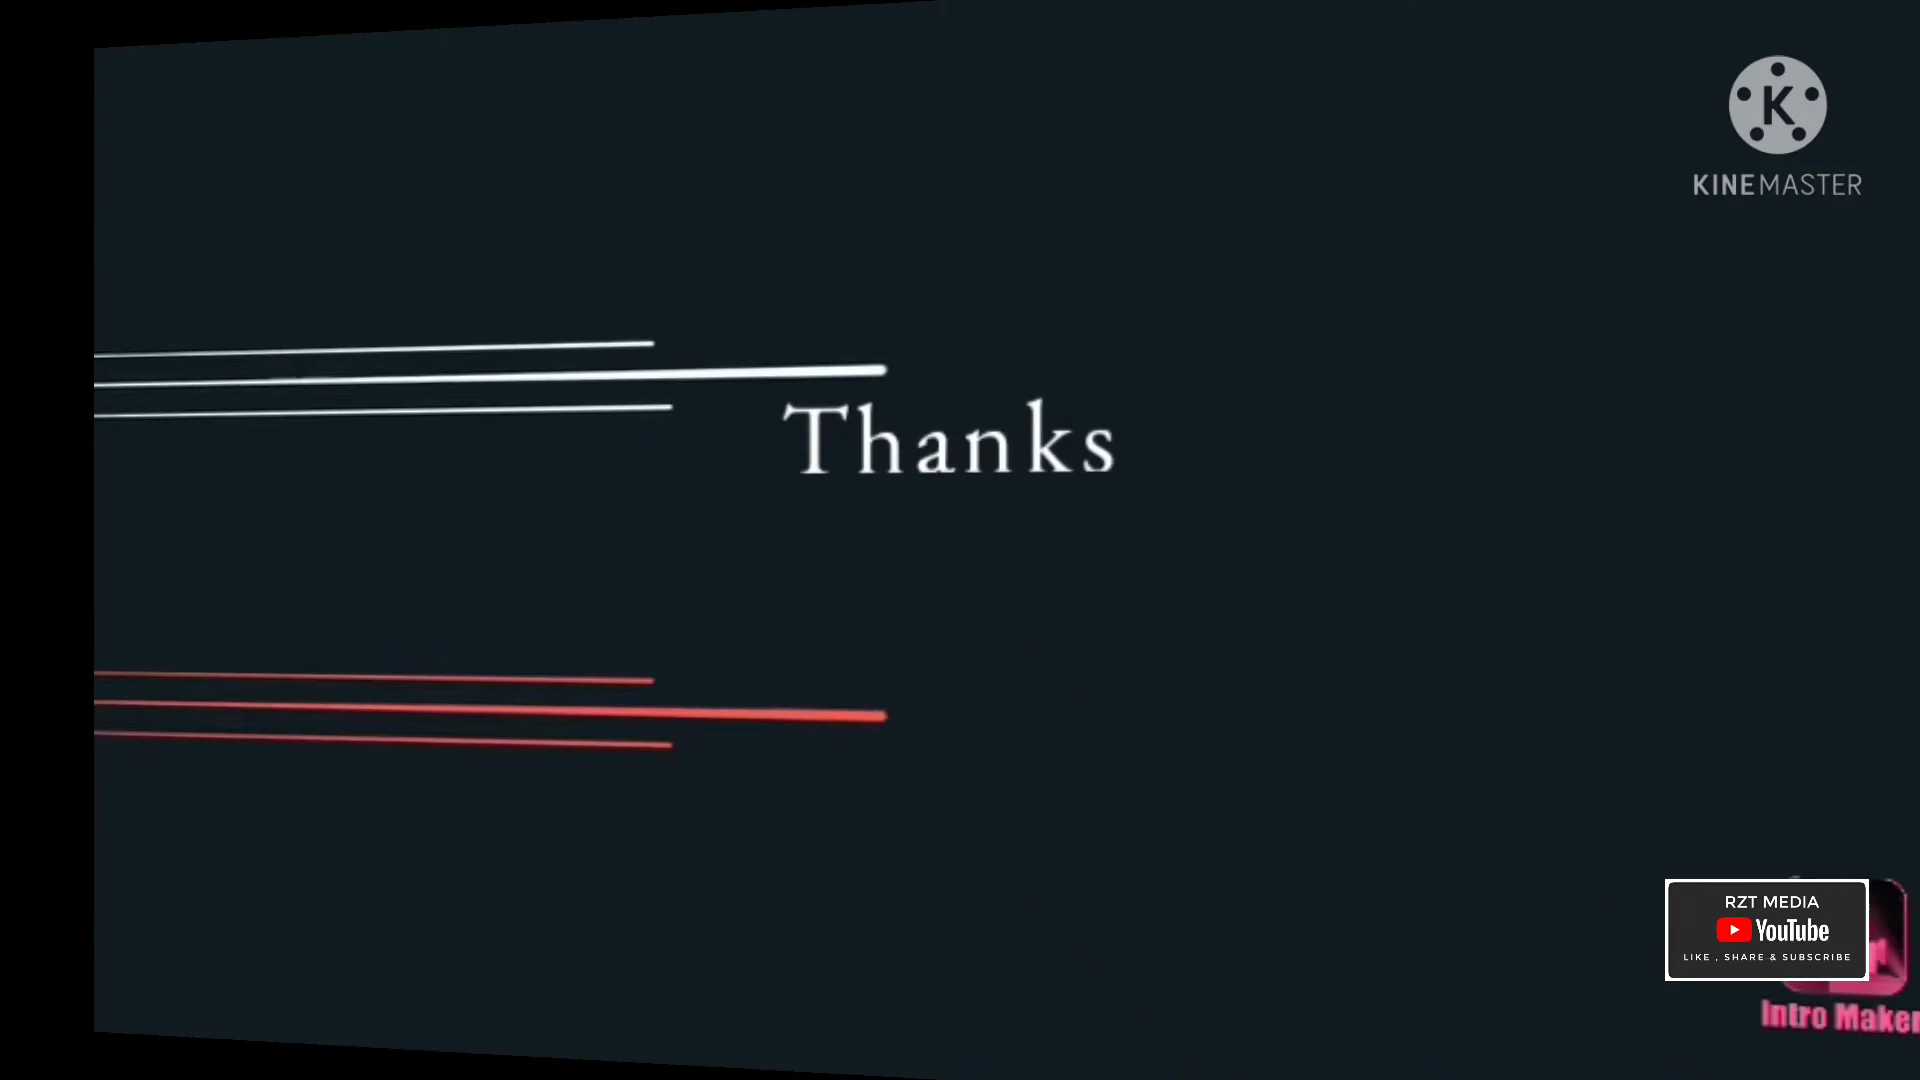 K
KINEMASTER
Thanks
RZT MEDIA
YouTube
LIKE , SHARE & SUBSCRIBE
Intro Maker